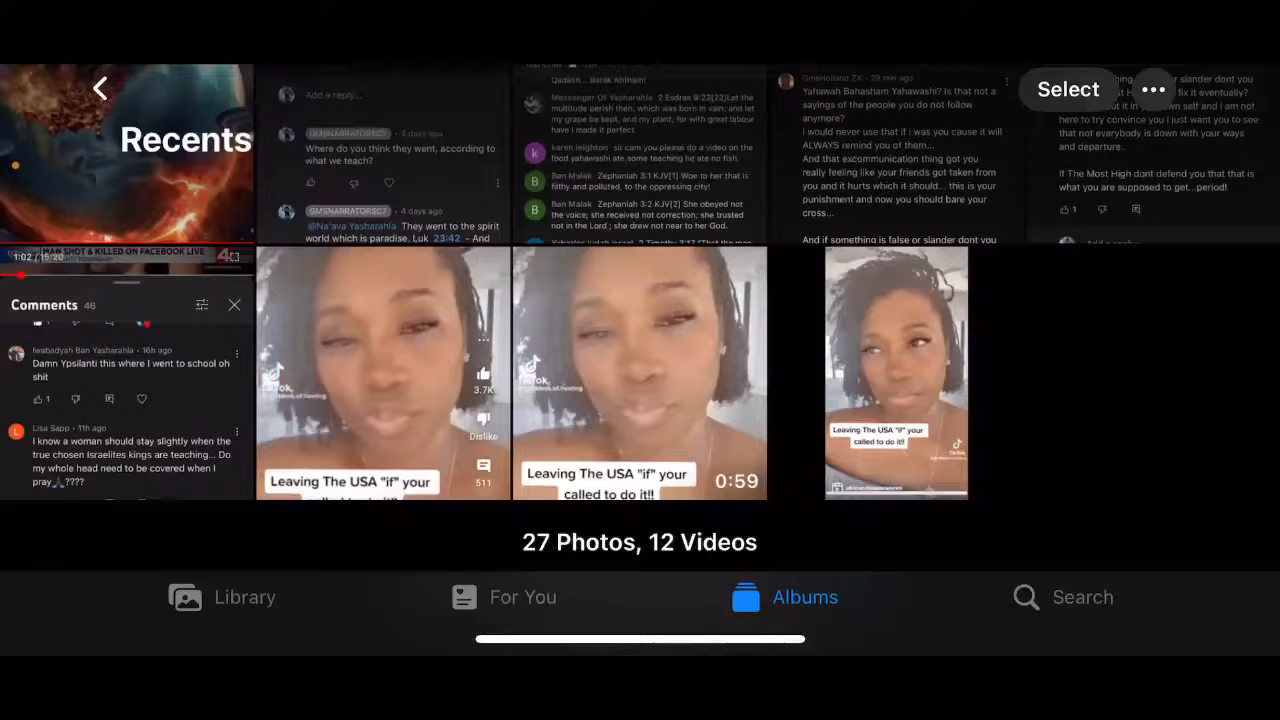 Recents
Select
Add a reply...
GMSNARRATORSC7 • 4 days ago
Where do you think they went, according to
what we teach?
GMSNARRATORSC7 • 4 days ago
@Na'ava Yasharahla They went to the spirit
world which is paradise, Luk 23:42 - And
Qadash... Barak Khiham!
Messenger Of Yasharahla 2 Esdras 9:22[22]Let the
multitude perish then, which was born in vain; and let
my grape be kept, and my plant, for with great labour
have I made it perfect.
karen leighton sir cam you please do a video on the
food yahawashi ate some teaching he ate no fish.
Ban Malak Zephaniah 3:1 KJV[1] Woe to her that is
filthy and polluted, to the oppressing city!
Ban Malak Zephaniah 3:2 KJV[2] She obeyed not
the voice; she received not correction; she trusted
not in the Lord ; she drew not near to her God.
GmsHolland ZX • 29 min ago
Yahawah Bahasham Yahawashi? Is that not a
sayings of the people you do not follow
anymore?
I would never use that if i was you cause it will
ALWAYS remind you of them...
And that excommunication thing got you
really feeling like your friends got taken from
you and it hurts which it should... this is your
punishment and now you should bare your
cross...
And if something is false or slander dont you
slander dont you
fix it eventually?
self and i am not
here to try convince you I just want you to
see that not everybody is down with your ways
and departure..
If The Most High dont defend you that that is
what you are supposed to get...period!
1
MAN SHOT & KILLED ON FACEBOOK LIVE
4
1:02 / 15:20
Comments 46
Iwabadyah Ban Yasharahla • 16h ago
Damn Ypsilanti this where I went to school oh
shit
1
L
Lisa Sapp • 11h ago
I know a woman should stay slightly when the
true chosen Israelites kings are teaching... Do
my whole head need to be covered when I
pray🙏🏿????
TikTok
3.7K
Dislike
511
Leaving The USA "if" your
TikTok
Leaving The USA "if" your
called to do it!!
0:59
Leaving The USA "if" your
called to do it!!
TikTok
27 Photos, 12 Videos
Library
For You
Albums
Search